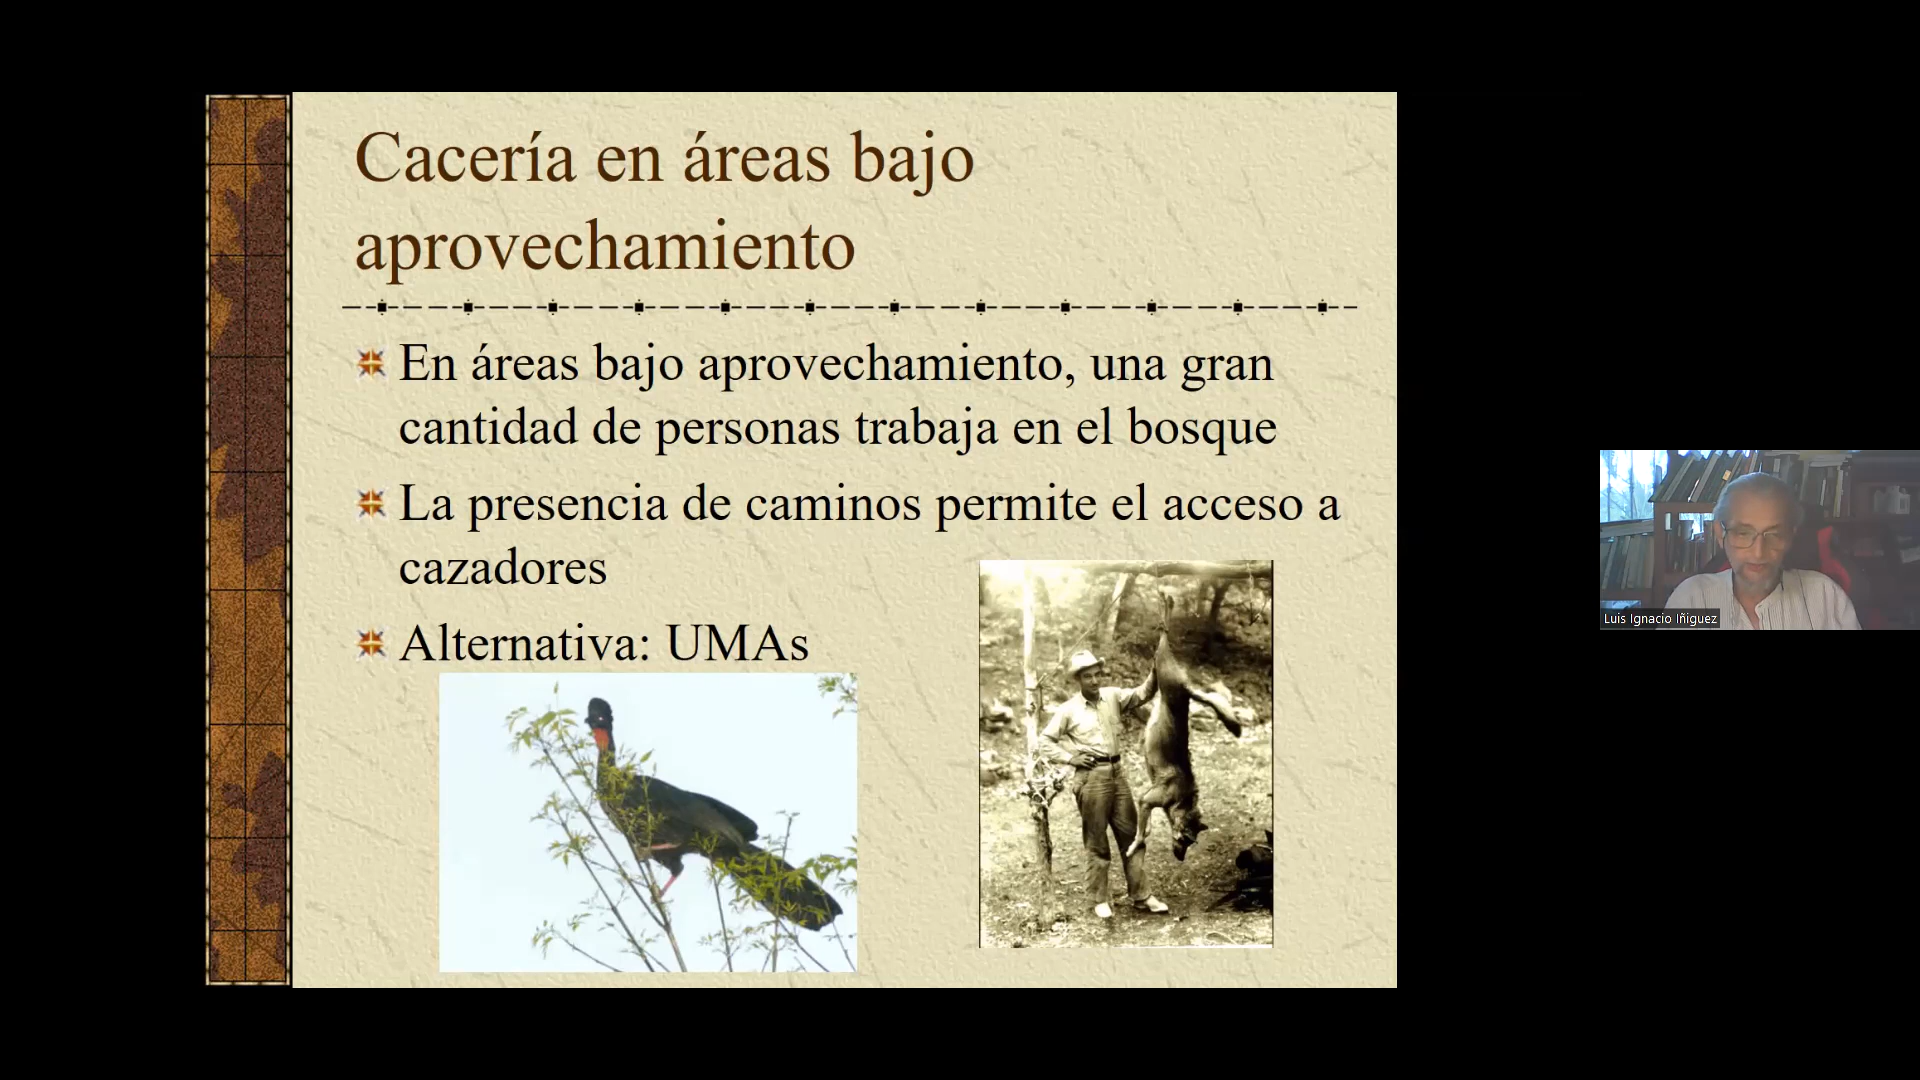 Cacería en áreas bajo
aprovechamiento
En áreas bajo aprovechamiento, una gran
cantidad de personas trabaja en el bosque
La presencia de caminos permite el acceso a
cazadores
Alternativa: UMAs
Luis Ignacio Iñiguez